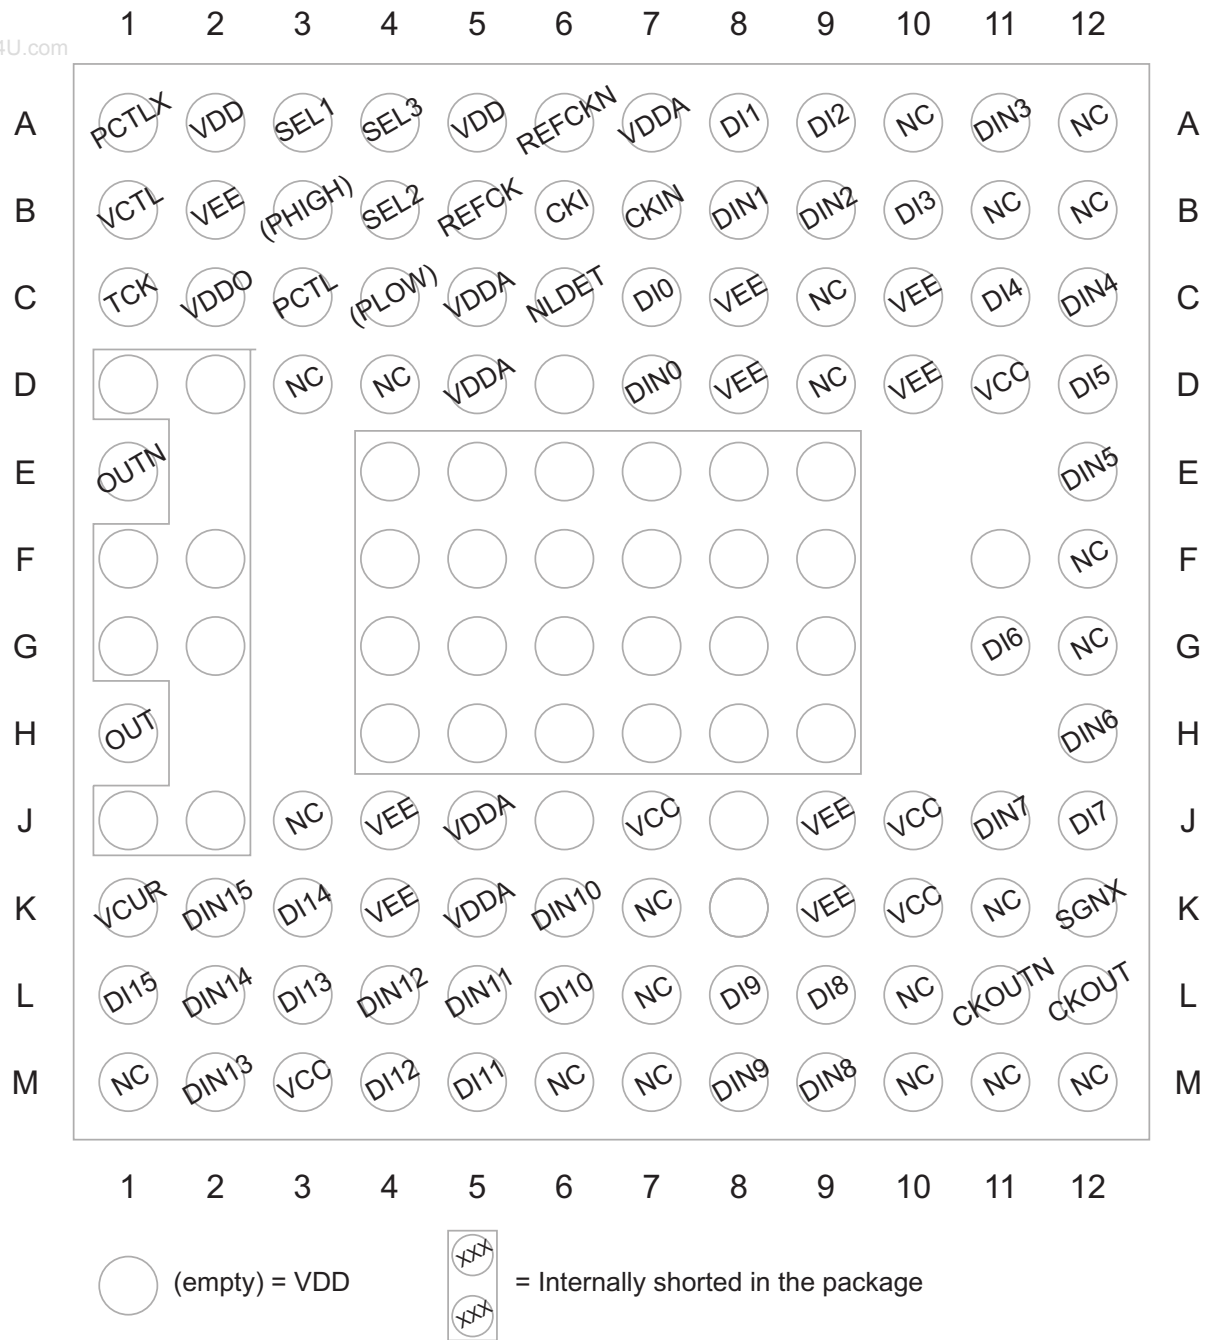 1 2 3 4 5 6 7 8 9 10 11 12
4U.com
A PCTLX VDD SEL1 SEL3 VDD REFCKN VDDA DI1 DI2 NC DIN3 NC A
B VCTL VEE (PHIGH) SEL2 REFCK CKI CKIN DIN1 DIN2 DI3 NC NC B
C TCK VDDO PCTL (PLOW) VDDA NLDET DI0 VEE NC VEE DI4 DIN4 C
D NC NC VDDA DIN0 VEE NC VEE VCC DI5 D
E OUTN DIN5 E
F NC F
G DI6 NC G
H OUT DIN6 H
J NC VEE VDDA VCC VEE VCC DIN7 DI7 J
K VCUR DIN15 DI14 VEE VDDA DIN10 NC VEE VCC NC SGNX K
L DI15 DIN14 DI13 DIN12 DIN11 DI10 NC DI9 DI8 NC CKOUTN CKOUT L
M NC DIN13 VCC DI12 DI11 NC NC DIN9 DIN8 NC NC NC M
1 2 3 4 5 6 7 8 9 10 11 12
(empty) = VDD
xxx
xxx
= Internally shorted in the package